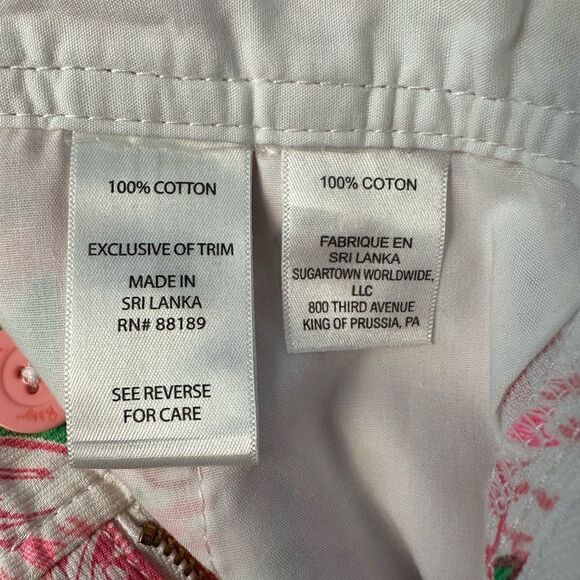 100% COTTON
EXCLUSIVE OF TRIM
MADE IN
SRI LANKA
RN# 88189
SEE REVERSE
FOR CARE
100% COTON
FABRIQUE EN
SRI LANKA
SUGARTOWN WORLDWIDE,
LLC
800 THIRD AVENUE
KING OF PRUSSIA, PA